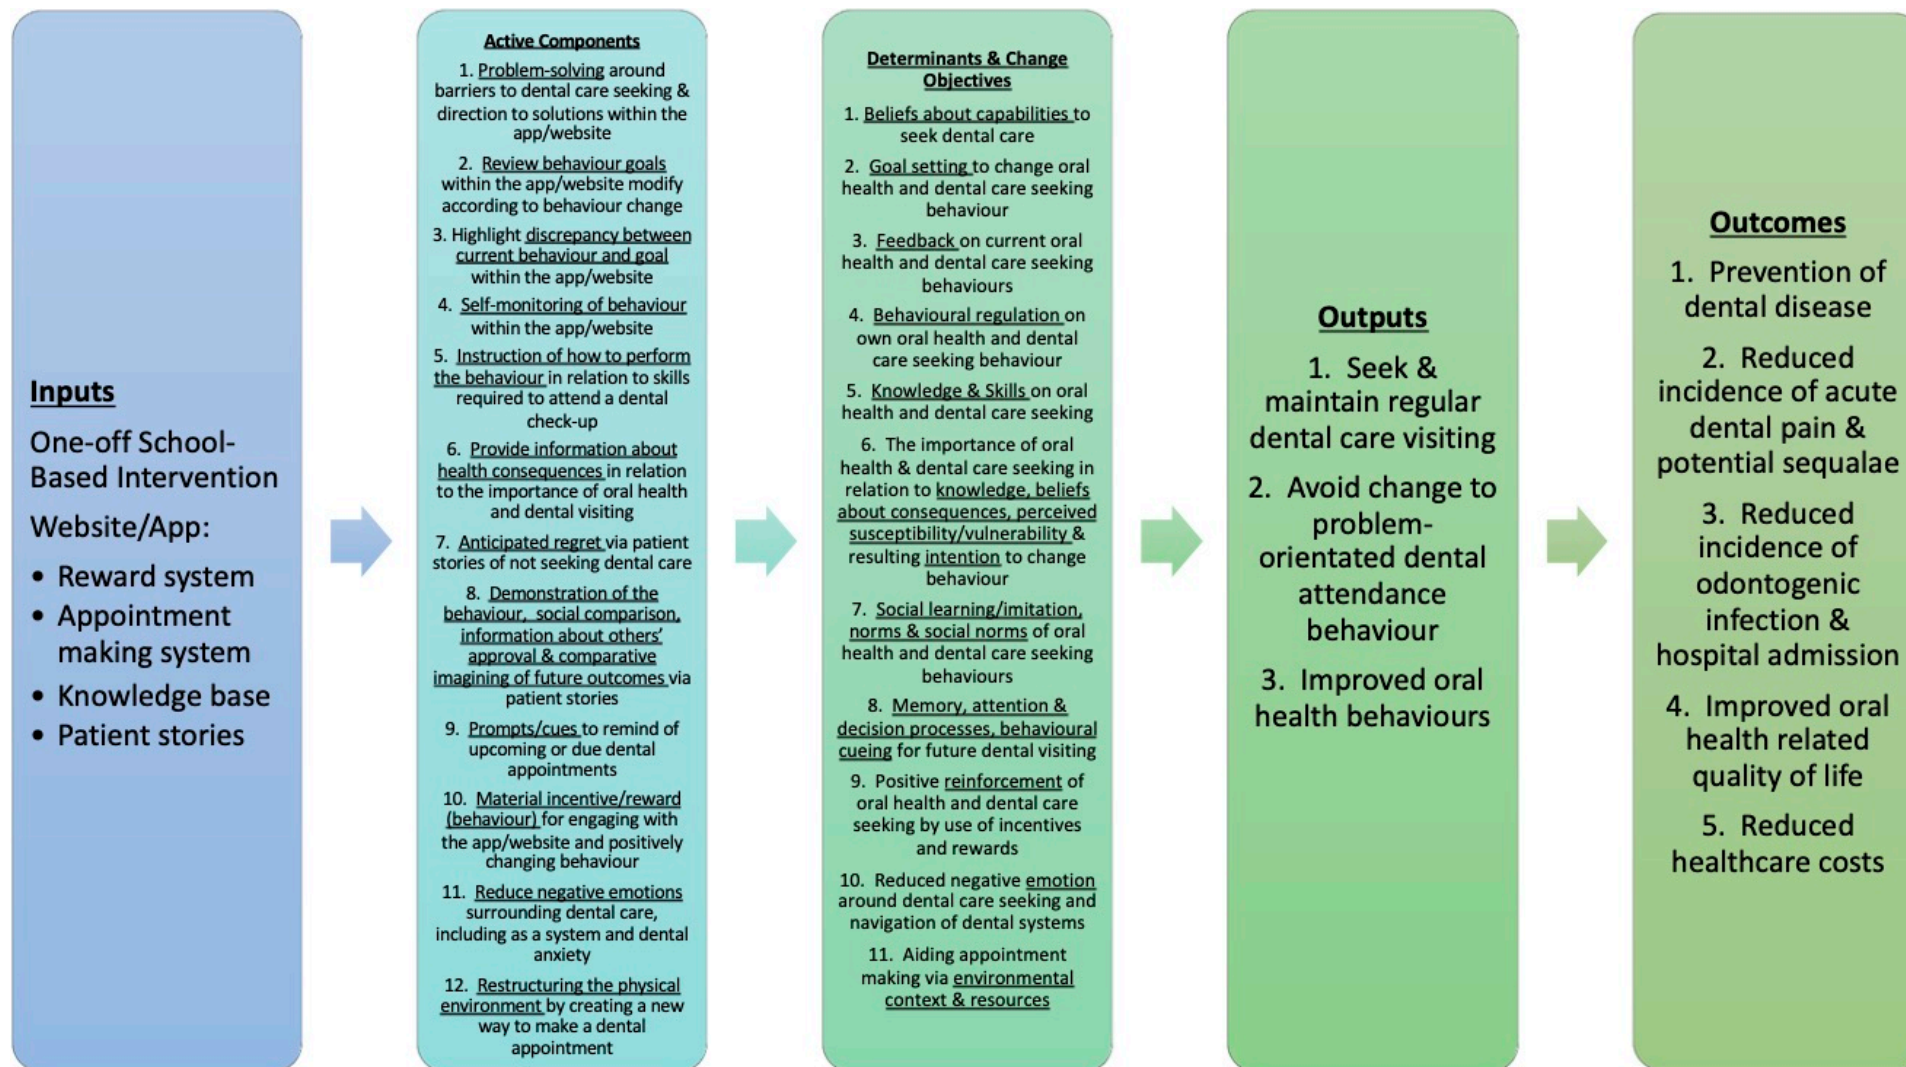 Inputs
One-off School-
Based Intervention
Website/App:
• Reward system
• Appointment
making system
• Knowledge base
• Patient stories
Active Components
1. Problem-solving around
barriers to dental care seeking &
direction to solutions within the
app/website
2. Review behaviour goals
within the app/website modify
according to behaviour change
3. Highlight discrepancy between
current behaviour and goal
within the app/website
4. Self-monitoring of behaviour
within the app/website
5. Instruction of how to perform
the behaviour in relation to skills
required to attend a dental
check-up
6. Provide information about
health consequences in relation
to the importance of oral health
and dental visiting
7. Anticipated regret via patient
stories of not seeking dental care
8. Demonstration of the
behaviour, social comparison,
information about others'
approval & comparative
imagining of future outcomes via
patient stories
9. Prompts/cues to remind of
upcoming or due dental
appointments
10. Material incentive/reward
(behaviour) for engaging with
the app/website and positively
changing behaviour
11. Reduce negative emotions
surrounding dental care,
including as a system and dental
anxiety
12. Restructuring the physical
environment by creating a new
way to make a dental
appointment
Determinants & Change
Objectives
1. Beliefs about capabilities to
seek dental care
2. Goal setting to change oral
health and dental care seeking
behaviour
3. Feedback on current oral
health and dental care seeking
behaviours
4. Behavioural regulation on
own oral health and dental
care seeking behaviour
5. Knowledge & Skills on oral
health and dental care seeking
6. The importance of oral
health & dental care seeking in
relation to knowledge, beliefs
about consequences, perceived
susceptibility/vulnerability &
resulting intention to change
behaviour
7. Social learning/imitation,
norms & social norms of oral
health and dental care seeking
behaviours
8. Memory, attention &
decision processes, behavioural
cueing for future dental visiting
9. Positive reinforcement of
oral health and dental care
seeking by use of incentives
and rewards
10. Reduced negative emotion
around dental care seeking and
navigation of dental systems
11. Aiding appointment
making via environmental
context & resources
Outputs
1. Seek &
maintain regular
dental care visiting
2. Avoid change to
problem-
orientated dental
attendance
behaviour
3. Improved oral
health behaviours
Outcomes
1. Prevention of
dental disease
2. Reduced
incidence of acute
dental pain &
potential sequalae
3. Reduced
incidence of
odontogenic
infection &
hospital admission
4. Improved oral
health related
quality of life
5. Reduced
healthcare costs